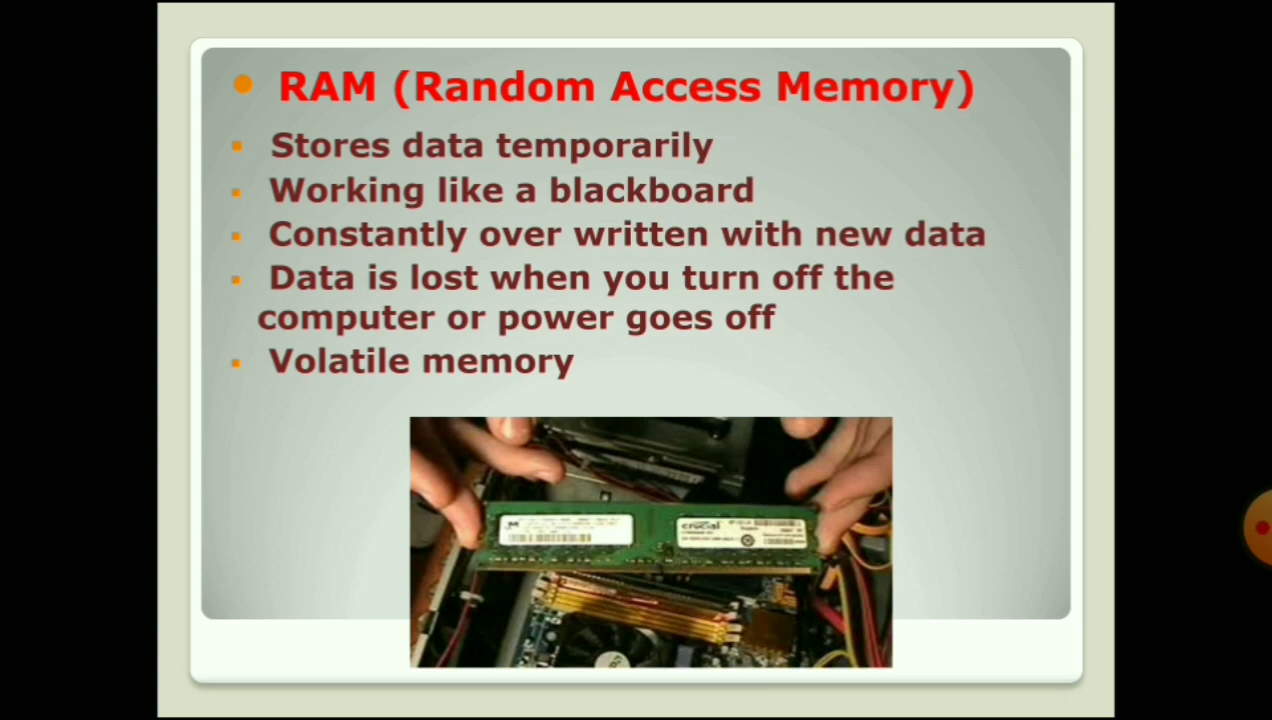 RAM (Random Access Memory)
Stores data temporarily
Working like a blackboard
Constantly over written with new data
Data is lost when you turn off the
computer or power goes off
Volatile memory
crucial